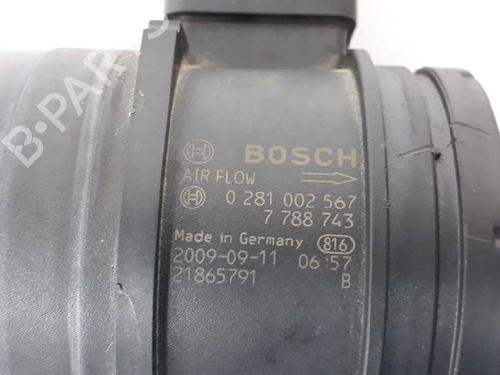 B-PARTS
BOSCH
AIR FLOW
0 281 002 567
7 788 743
Made in Germany 816
2009-09-11 06:57
21865791 B